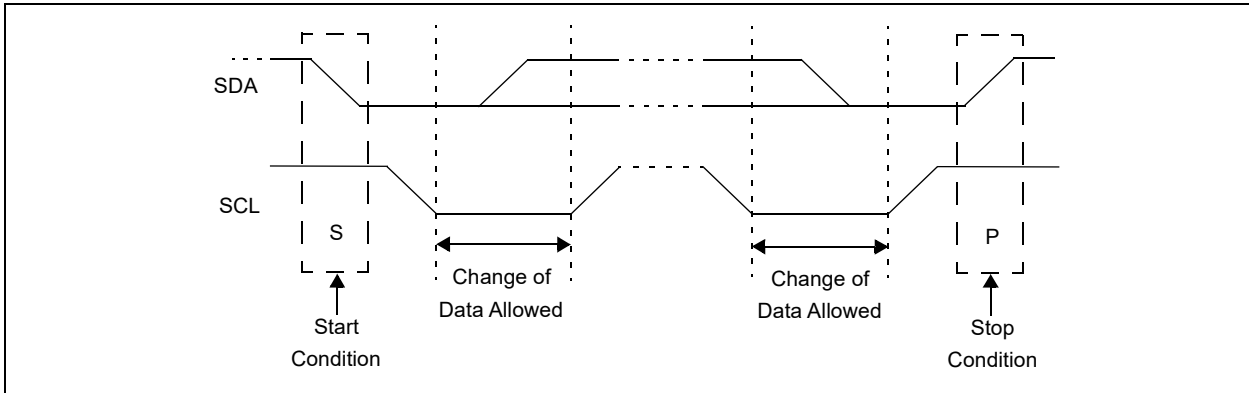 SDA
SCL
S
P
Change of
Data Allowed
Change of
Data Allowed
Start
Condition
Stop
Condition